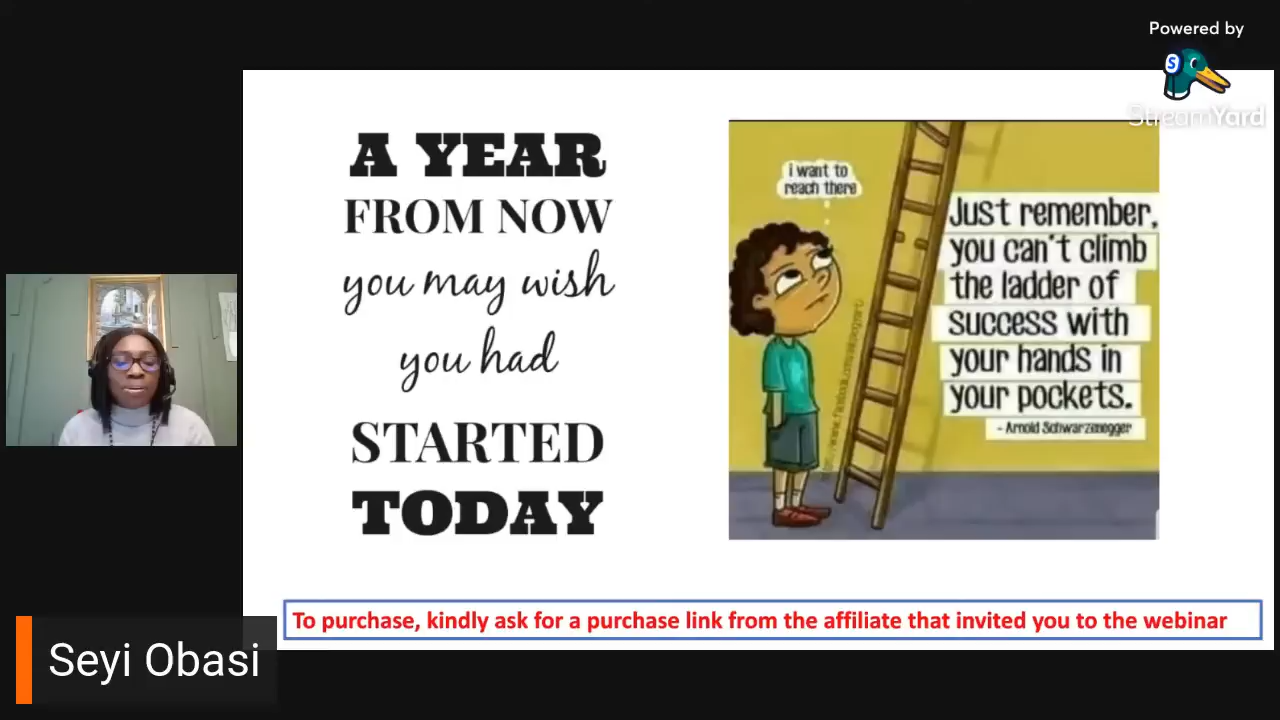 Powered by
StreamYard
A YEAR
FROM NOW
you may wish
you had
STARTED
TODAY
i want to
reach there
Just remember,
you can't climb
the ladder of
success with
your hands in
your pockets.
- Arnold Schwarzenegger
To purchase, kindly ask for a purchase link from the affiliate that invited you to the webinar
Seyi Obasi